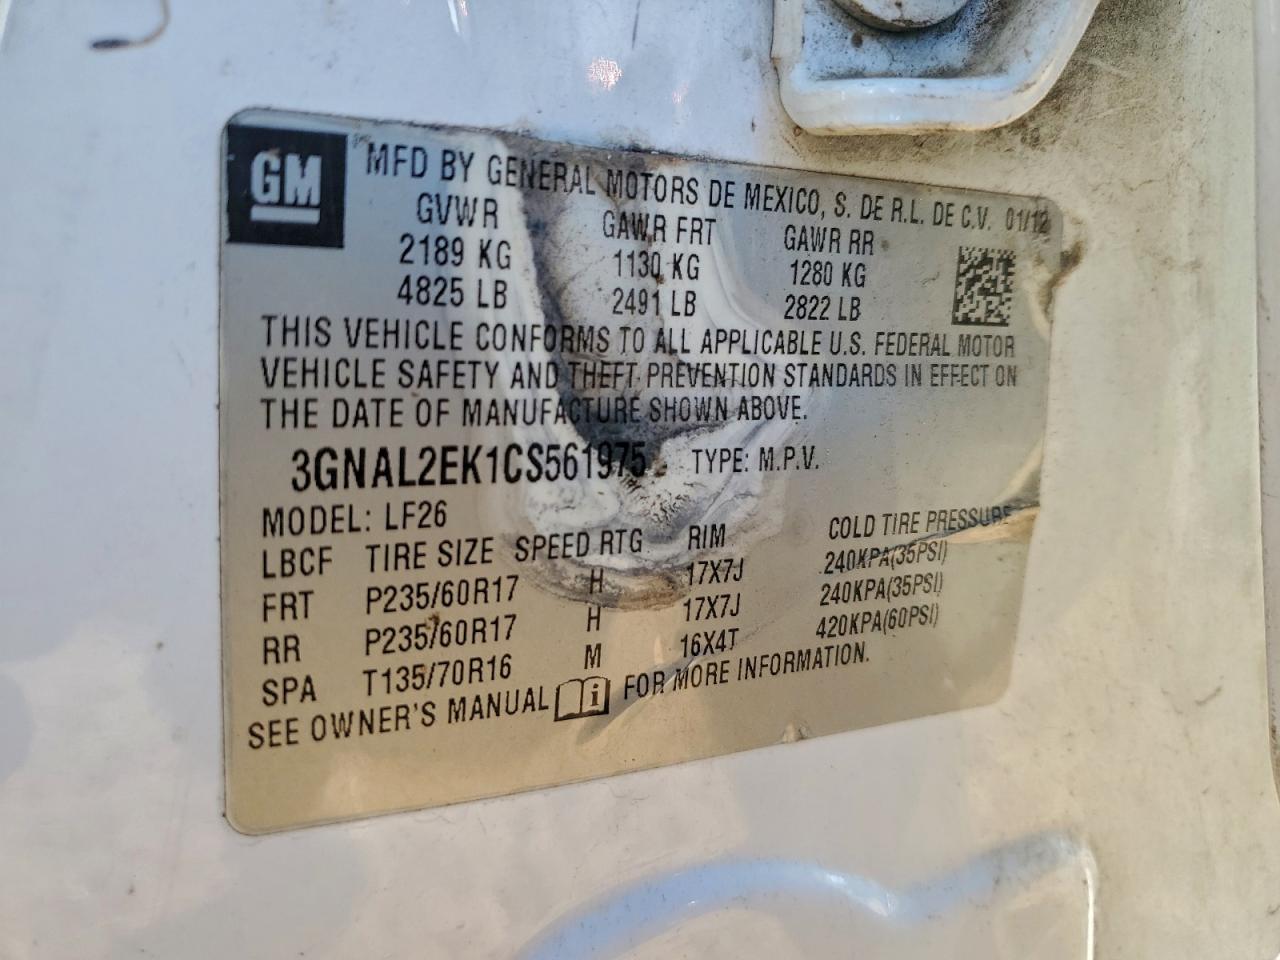 GM
MFD BY GENERAL MOTORS DE MEXICO, S. DE R.L. DE C.V. 01/12
GVWR GAWR FRT GAWR RR
2189 KG 1130 KG 1280 KG
4825 LB 2491 LB 2822 LB
THIS VEHICLE CONFORMS TO ALL APPLICABLE U.S. FEDERAL MOTOR
VEHICLE SAFETY AND THEFT PREVENTION STANDARDS IN EFFECT ON
THE DATE OF MANUFACTURE SHOWN ABOVE.
3GNAL2EK1CS561975 TYPE: M.P.V.
MODEL: LF26
LBCF TIRE SIZE SPEED RTG RIM COLD TIRE PRESSURE
FRT P235/60R17 H 17X7J 240KPA(35PSI)
RR P235/60R17 H 17X7J 240KPA(35PSI)
SPA T135/70R16 M 16X4T 420KPA(60PSI)
SEE OWNER'S MANUAL i FOR MORE INFORMATION.